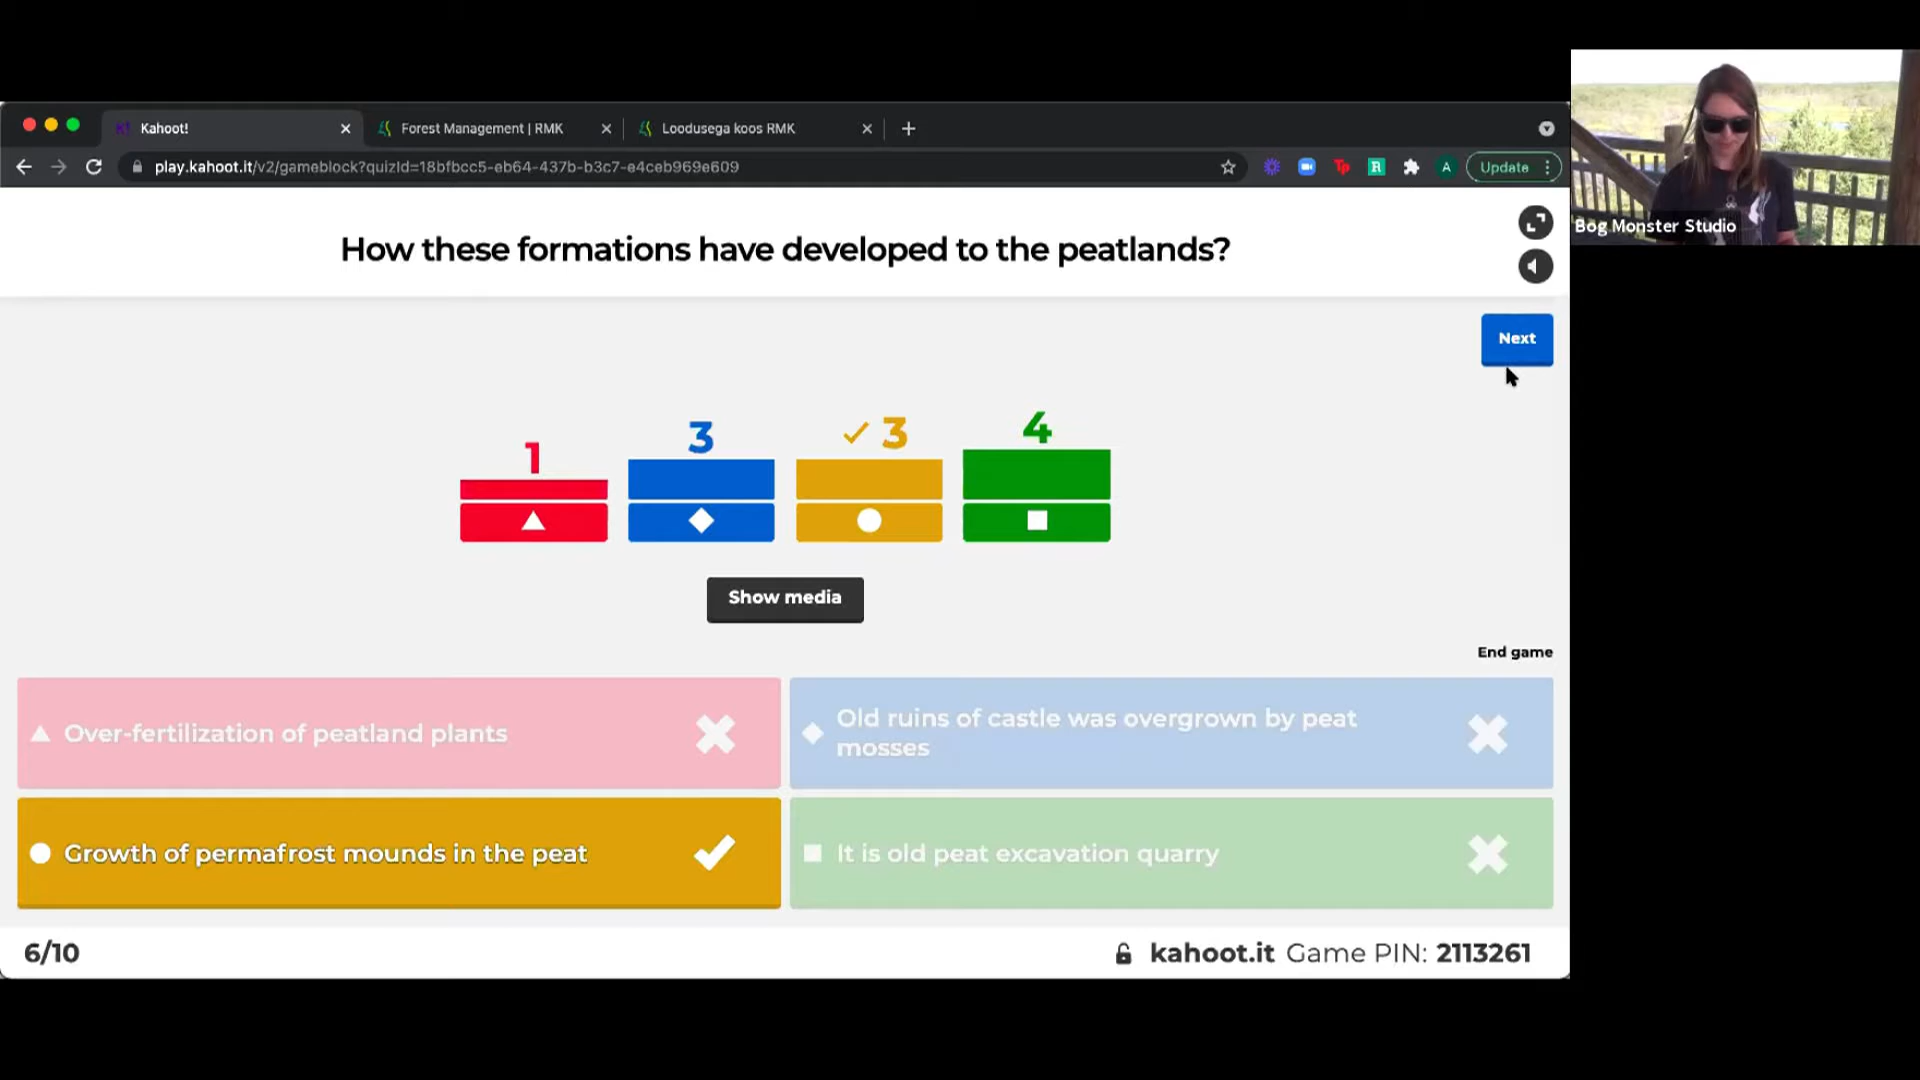 Kahoot!
Forest Management | RMK
Loodusega koos RMK
play.kahoot.it/v2/gameblock?quizId=18bfbcc5-eb64-437b-b3c7-e4ceb969e609
A
Update
Bog Monster Studio
How these formations have developed to the peatlands?
Next
1
3
3
4
Show media
End game
Over-fertilization of peatland plants
Old ruins of castle was overgrown by peat
mosses
Growth of permafrost mounds in the peat
It is old peat excavation quarry
6/10
kahoot.it Game PIN: 2113261